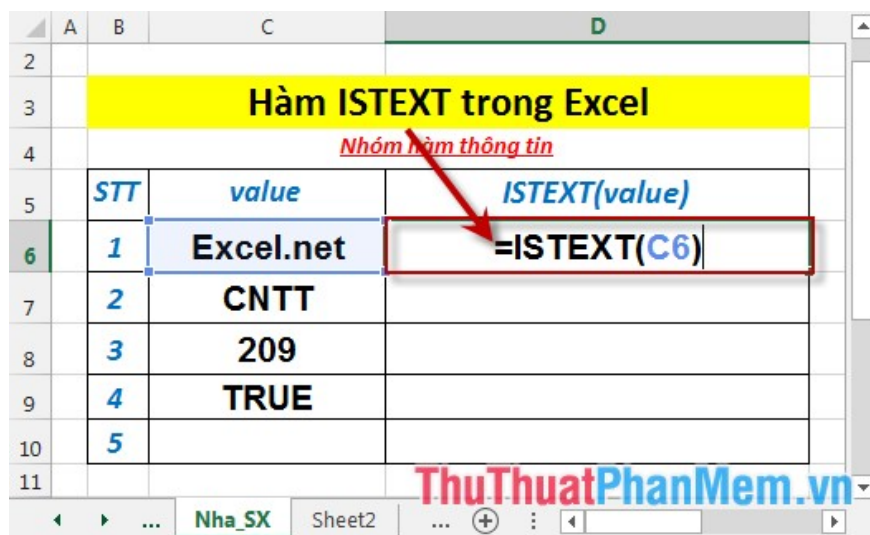 A B C D
2
3 Hàm ISTEXT trong Excel
4 Nhóm hàm thông tin
5 STT value ISTEXT(value)
6 1 Excel.net =ISTEXT(C6)
7 2 CNTT
8 3 209
9 4 TRUE
10 5
11
ThuThuatPhanMem.vn
... Nha_SX Sheet2 ...